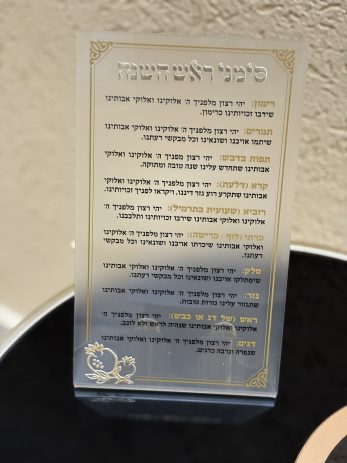 סימני ראש השנה
רימון: יהי רצון מלפניך ה' אלוקינו ואלוקי אבותינו
שירבו זכויותינו כרימון.
תמרים: יהי רצון מלפניך ה' אלוקינו ואלוקי אבותינו
שיתמו אויבנו ושונאינו וכל מבקשי רעתנו.
תפוח בדבש: יהי רצון מפניך ה' אלוקינו ואלוקי
אבותינו שתחדש עלינו שנה טובה ומתוקה.
קרא (דלעת): יהי רצון מלפניך ה' אלוקינו ואלוקי
אבותינו שתקרע רוע גזר דיננו, ויקראו לפניך זכויותינו.
רוביא (שעועית בתרמיל): יהי רצון מלפניך ה'
אלוקינו ואלוקי אבותינו שירבו זכויותינו ותלבבנו.
כרתי (לוף / כרישה): יהי רצון מלפניך ה' אלוקינו
ואלוקי אבותינו שיכרתו אויבנו ושונאינו וכל מבקשי
רעתנו.
סלק: יהי רצון מלפניך ה' אלוקינו ואלוקי אבותינו
שיסתלקו אויבנו ושונאינו וכל מבקשי רעתנו.
גזר: יהי רצון מלפניך ה' אלוקינו ואלוקי אבותינו
שתגזור עלינו גזרות טובות.
ראש (של דג או כבש): יהי רצון מלפניך ה'
אלוקינו ואלוקי אבותינו שנהיה לראש ולא לזנב.
דגים: יהי רצון מלפניך ה' אלוקינו ואלוקי אבותינו
שנפרה ונרבה כדגים.